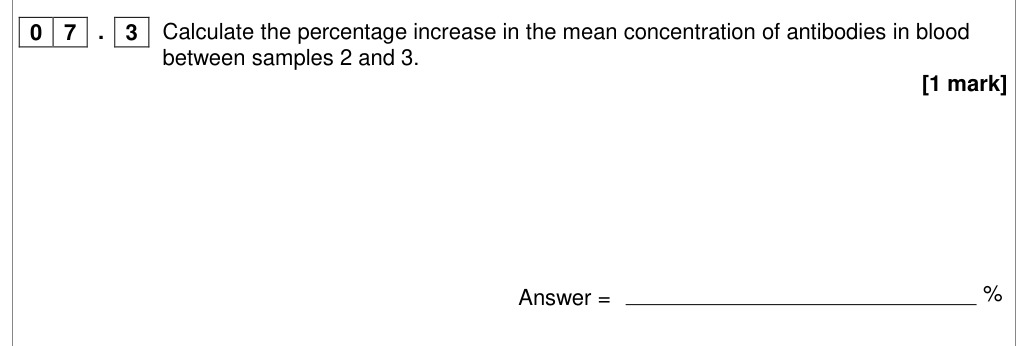 0 7 . 3 Calculate the percentage increase in the mean concentration of antibodies in blood
between samples 2 and 3.
[1 mark]
Answer = ____________________ %